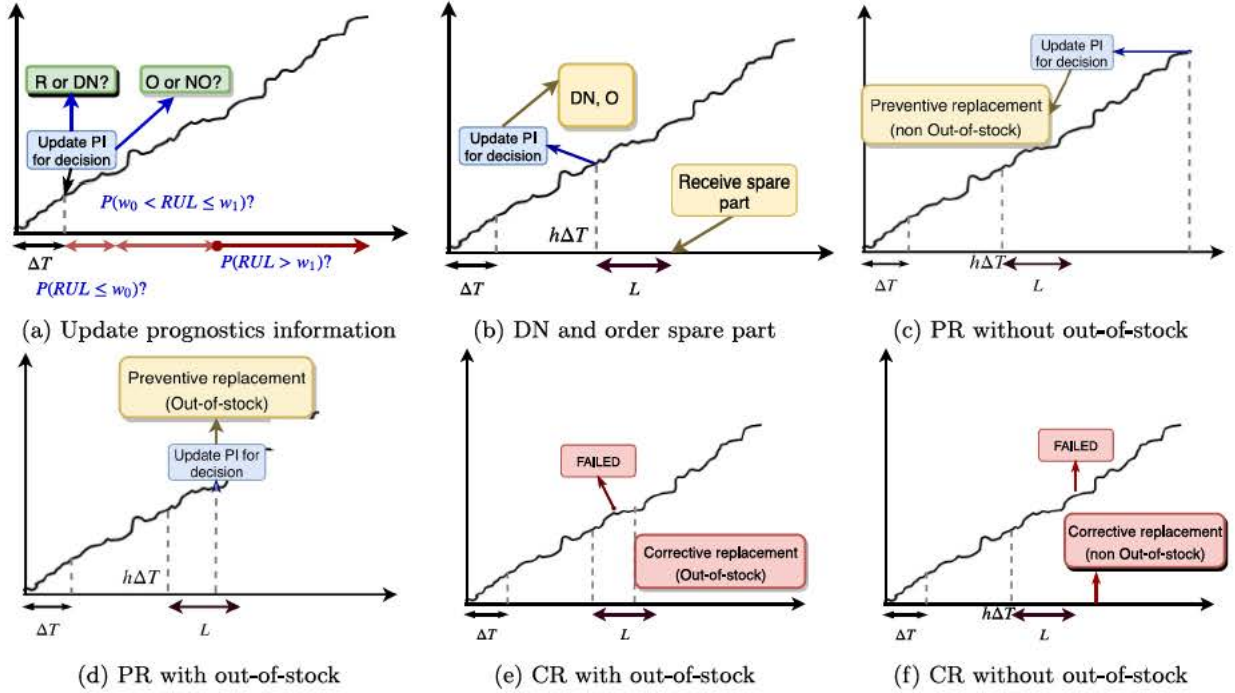 R or DN?
O or NO?
Update PI
for decision
P(w₀ < RUL ≤ w₁)?
ΔT
P(RUL > w₁)?
P(RUL ≤ w₀)?
(a) Update prognostics information
DN, O
Update PI
for decision
Receive spare
part
hΔT
ΔT
L
(b) DN and order spare part
Update PI
for decision
Preventive replacement
(non Out-of-stock)
hΔT
ΔT
L
(c) PR without out-of-stock
Preventive replacement
(Out-of-stock)
Update PI for
decision
hΔT
ΔT
L
(d) PR with out-of-stock
FAILED
Corrective replacement
(Out-of-stock)
ΔT
L
(e) CR with out-of-stock
FAILED
Corrective replacement
(non Out-of-stock)
hΔT
ΔT
L
(f) CR without out-of-stock